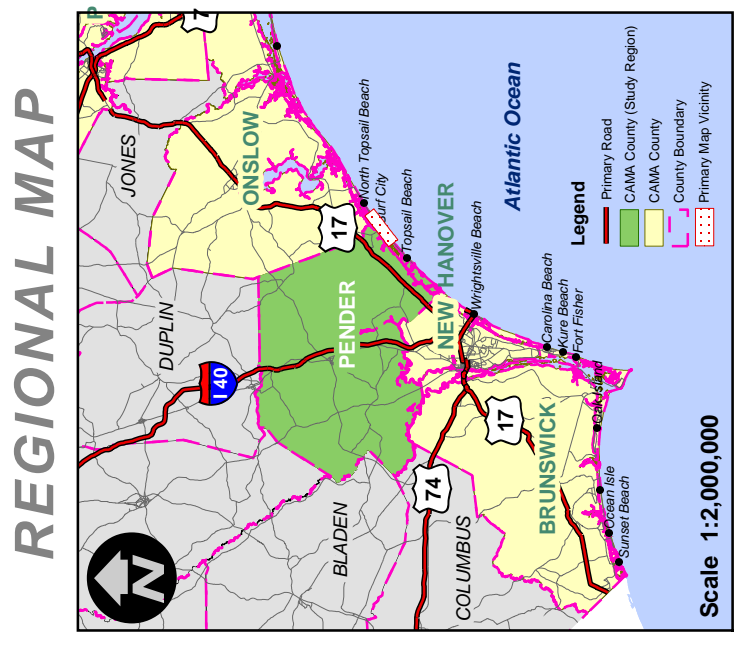 REGIONAL MAP
N
P
7
JONES
ONSLOW
DUPLIN
I 40
17
North Topsail Beach
urf City
Topsail Beach
PENDER
NEW HANOVER
Wrightsville Beach
Atlantic Ocean
Carolina Beach
Kure Beach
Fort Fisher
BLADEN
COLUMBUS
74
17
BRUNSWICK
Oak Island
Ocean Isle
Sunset Beach
Legend
Primary Road
CAMA County (Study Region)
CAMA County
County Boundary
Primary Map Vicinity
Scale 1:2,000,000